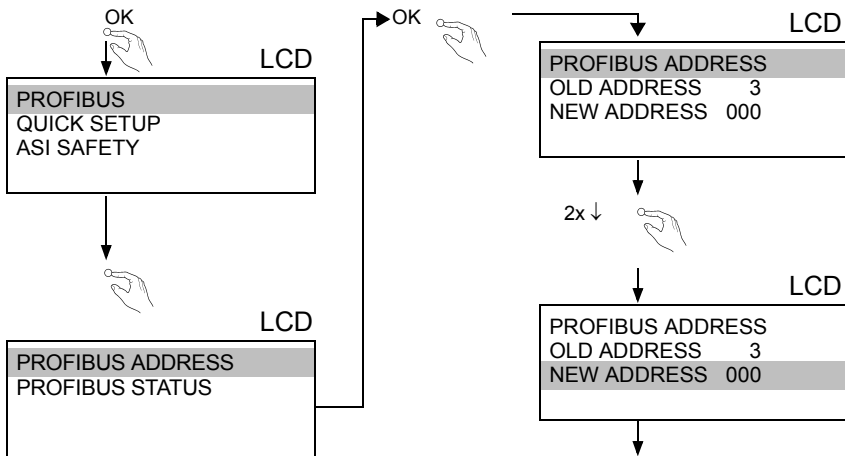 OK
LCD
PROFIBUS
QUICK SETUP
ASI SAFETY
LCD
PROFIBUS ADDRESS
PROFIBUS STATUS
OK
LCD
PROFIBUS ADDRESS
OLD ADDRESS 3
NEW ADDRESS 000
2x ↓
LCD
PROFIBUS ADDRESS
OLD ADDRESS 3
NEW ADDRESS 000